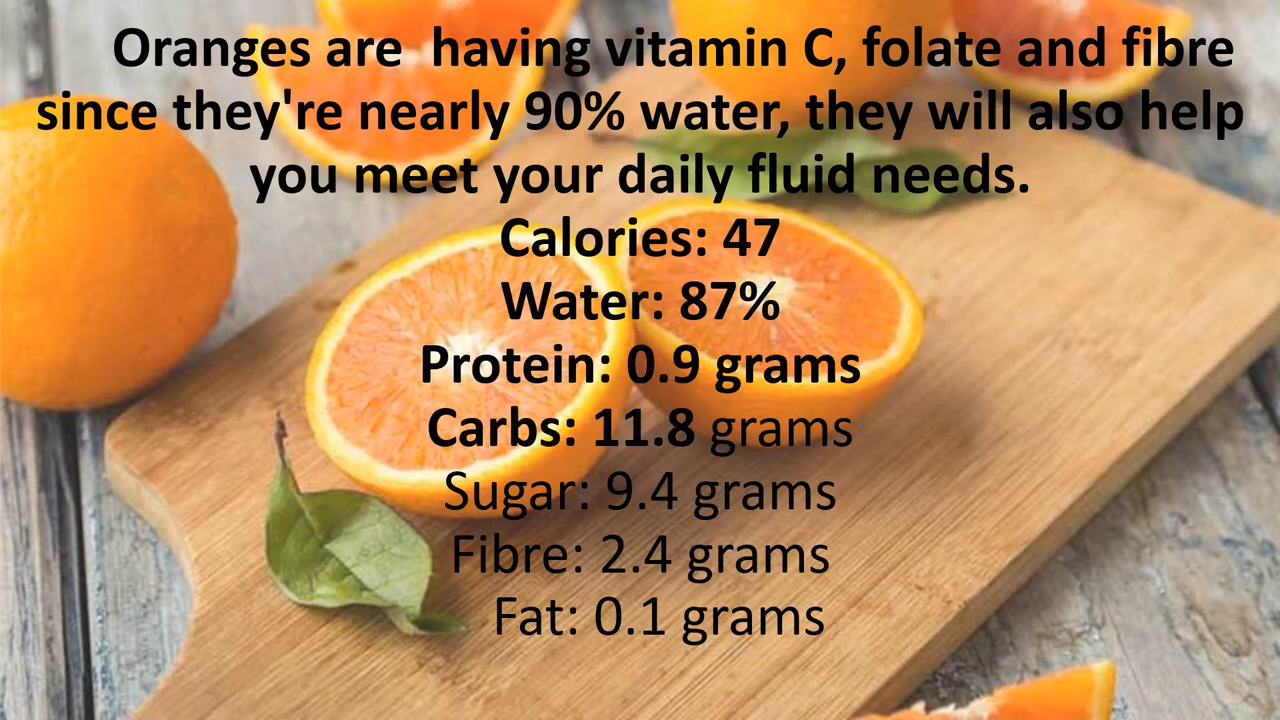 Oranges are  having vitamin C, folate and fibre
since they're nearly 90% water, they will also help
you meet your daily fluid needs.
Calories: 47
Water: 87%
Protein: 0.9 grams
Carbs: 11.8 grams
Sugar: 9.4 grams
Fibre: 2.4 grams
Fat: 0.1 grams